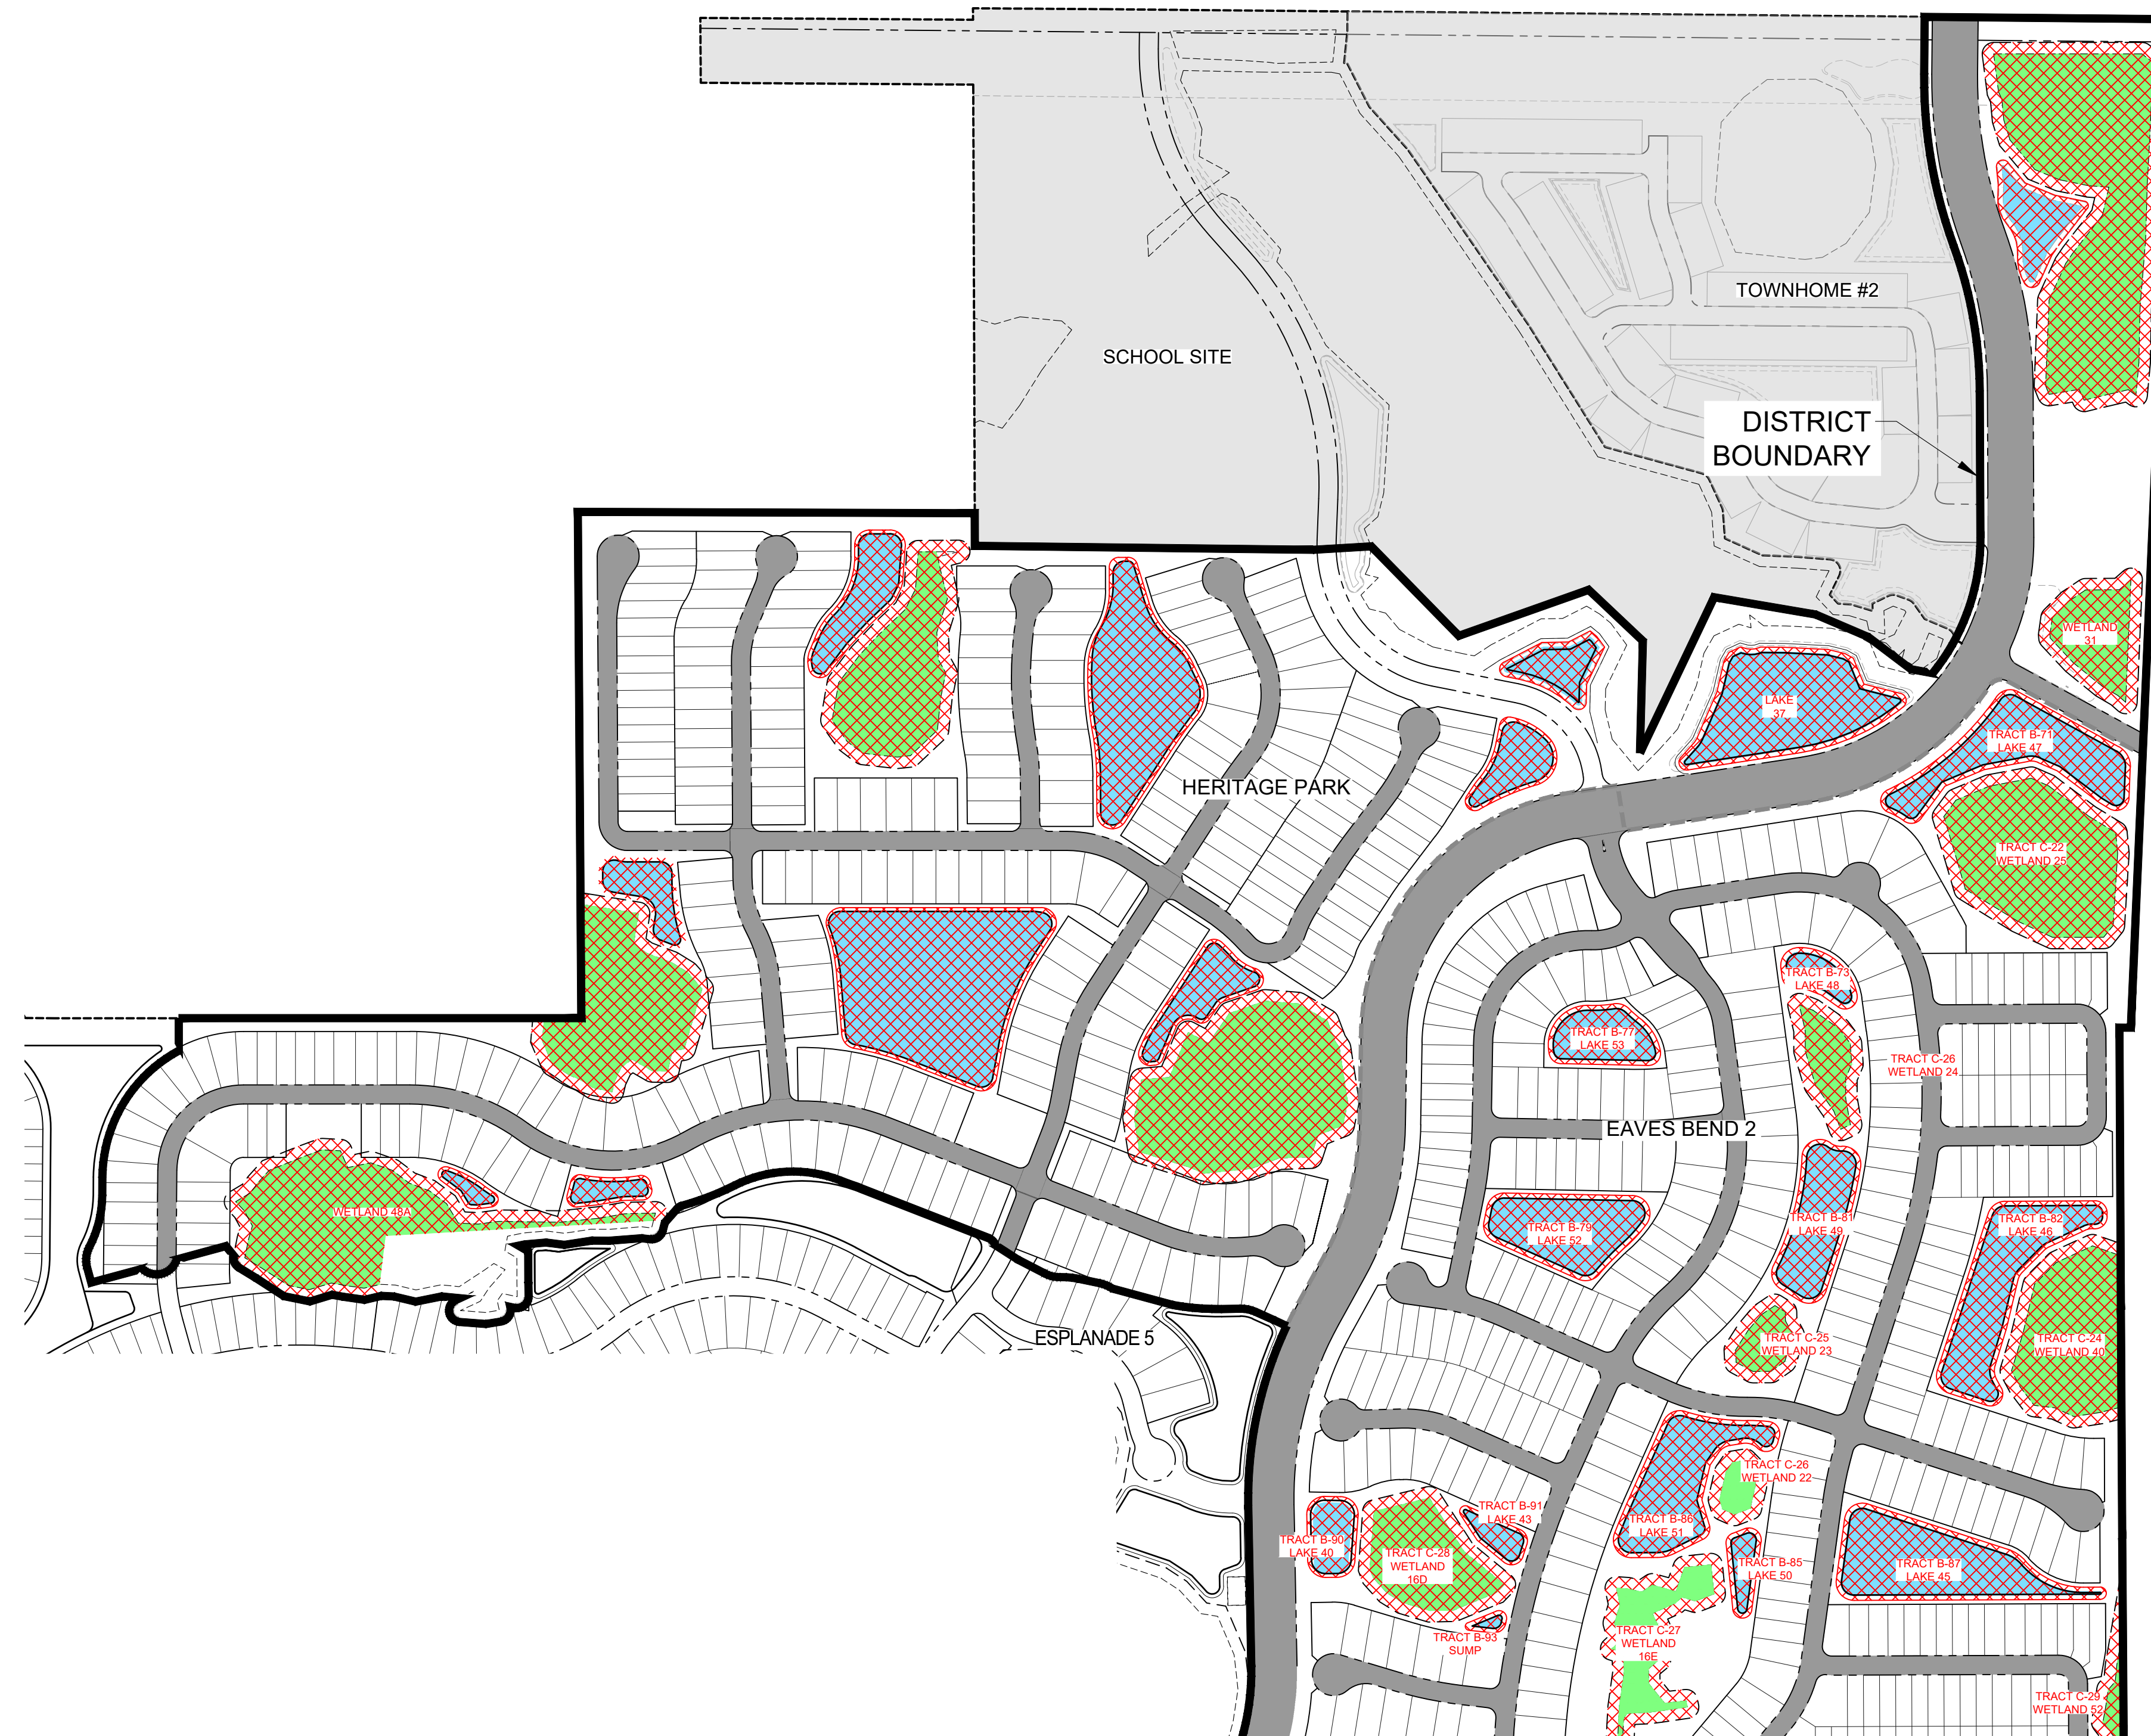 TOWNHOME #2
SCHOOL SITE
DISTRICT
BOUNDARY
WETLAND
31
LAKE
37
TRACT B-71
LAKE 47
HERITAGE PARK
TRACT C-22
WETLAND 25
TRACT B-73
LAKE 48
TRACT B-77
LAKE 53
TRACT C-26
WETLAND 24
EAVES BEND 2
WETLAND 48A
TRACT B-79
LAKE 52
TRACT B-81
LAKE 49
TRACT B-82
LAKE 46
ESPLANADE 5
TRACT C-25
WETLAND 23
TRACT C-24
WETLAND 40
TRACT C-26
WETLAND 22
TRACT B-91
LAKE 43
TRACT B-86
LAKE 51
TRACT B-90
LAKE 40
TRACT C-28
WETLAND
16D
TRACT B-85
LAKE 50
TRACT B-87
LAKE 45
TRACT B-93
SUMP
TRACT C-27
WETLAND
16E
TRACT C-29
WETLAND 52